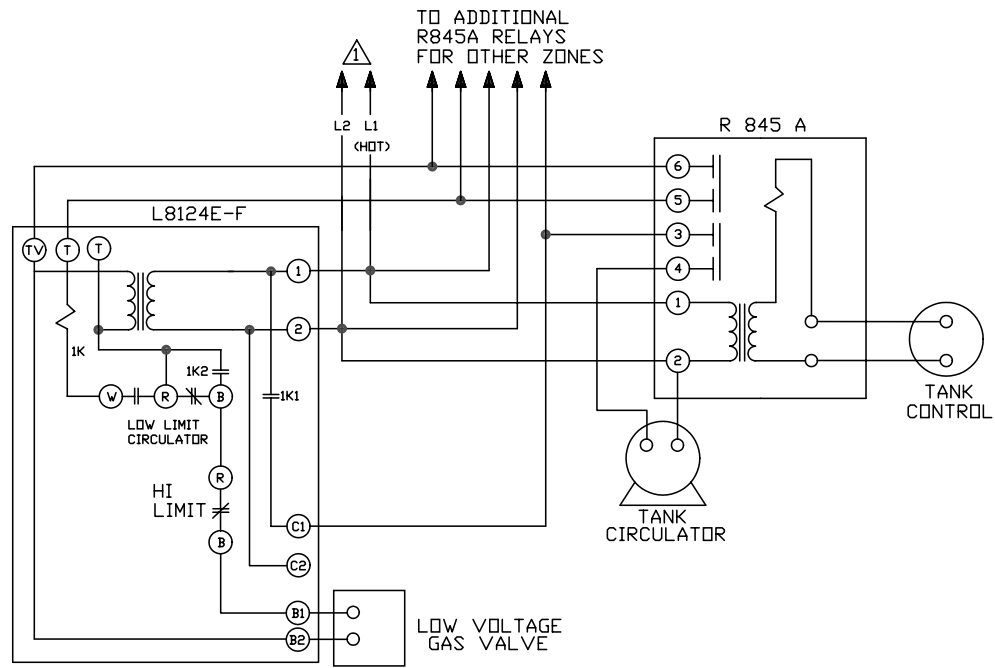 TO ADDITIONAL
R845A RELAYS
FOR OTHER ZONES
1
L2 L1
(HOT)
R 845 A
6
5
3
4
1
2
TANK
CONTROL
TANK
CIRCULATOR
L8124E-F
TV T T
1
2
1K
1K2
1K1
W R B
LOW LIMIT
CIRCULATOR
R
HI
LIMIT
B
C1
C2
B1
B2
LOW VOLTAGE
GAS VALVE